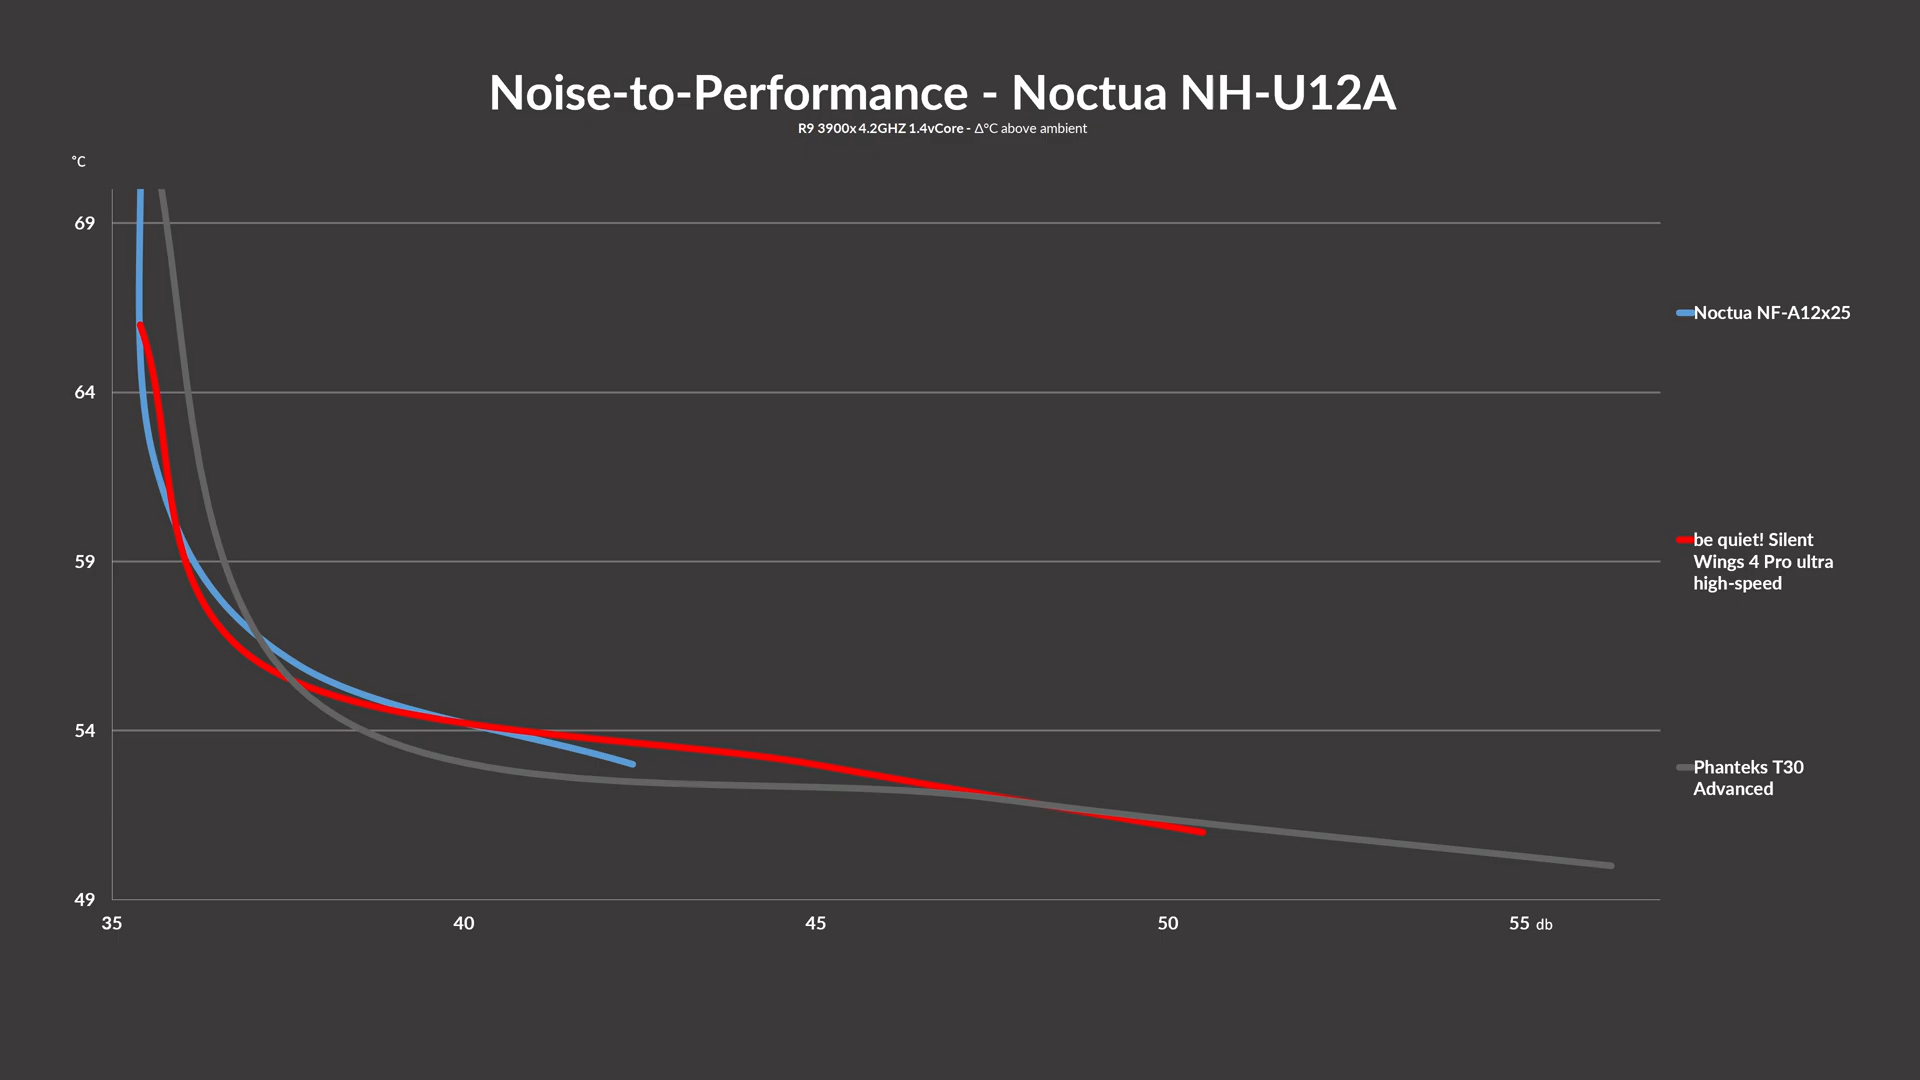 Noise-to-Performance - Noctua NH-U12A
R9 3900x 4.2GHZ 1.4vCore - Δ°C above ambient
°C
69
64
59
54
49
35 40 45 50 55 db
Noctua NF-A12x25
be quiet! Silent
Wings 4 Pro ultra
high-speed
Phanteks T30
Advanced